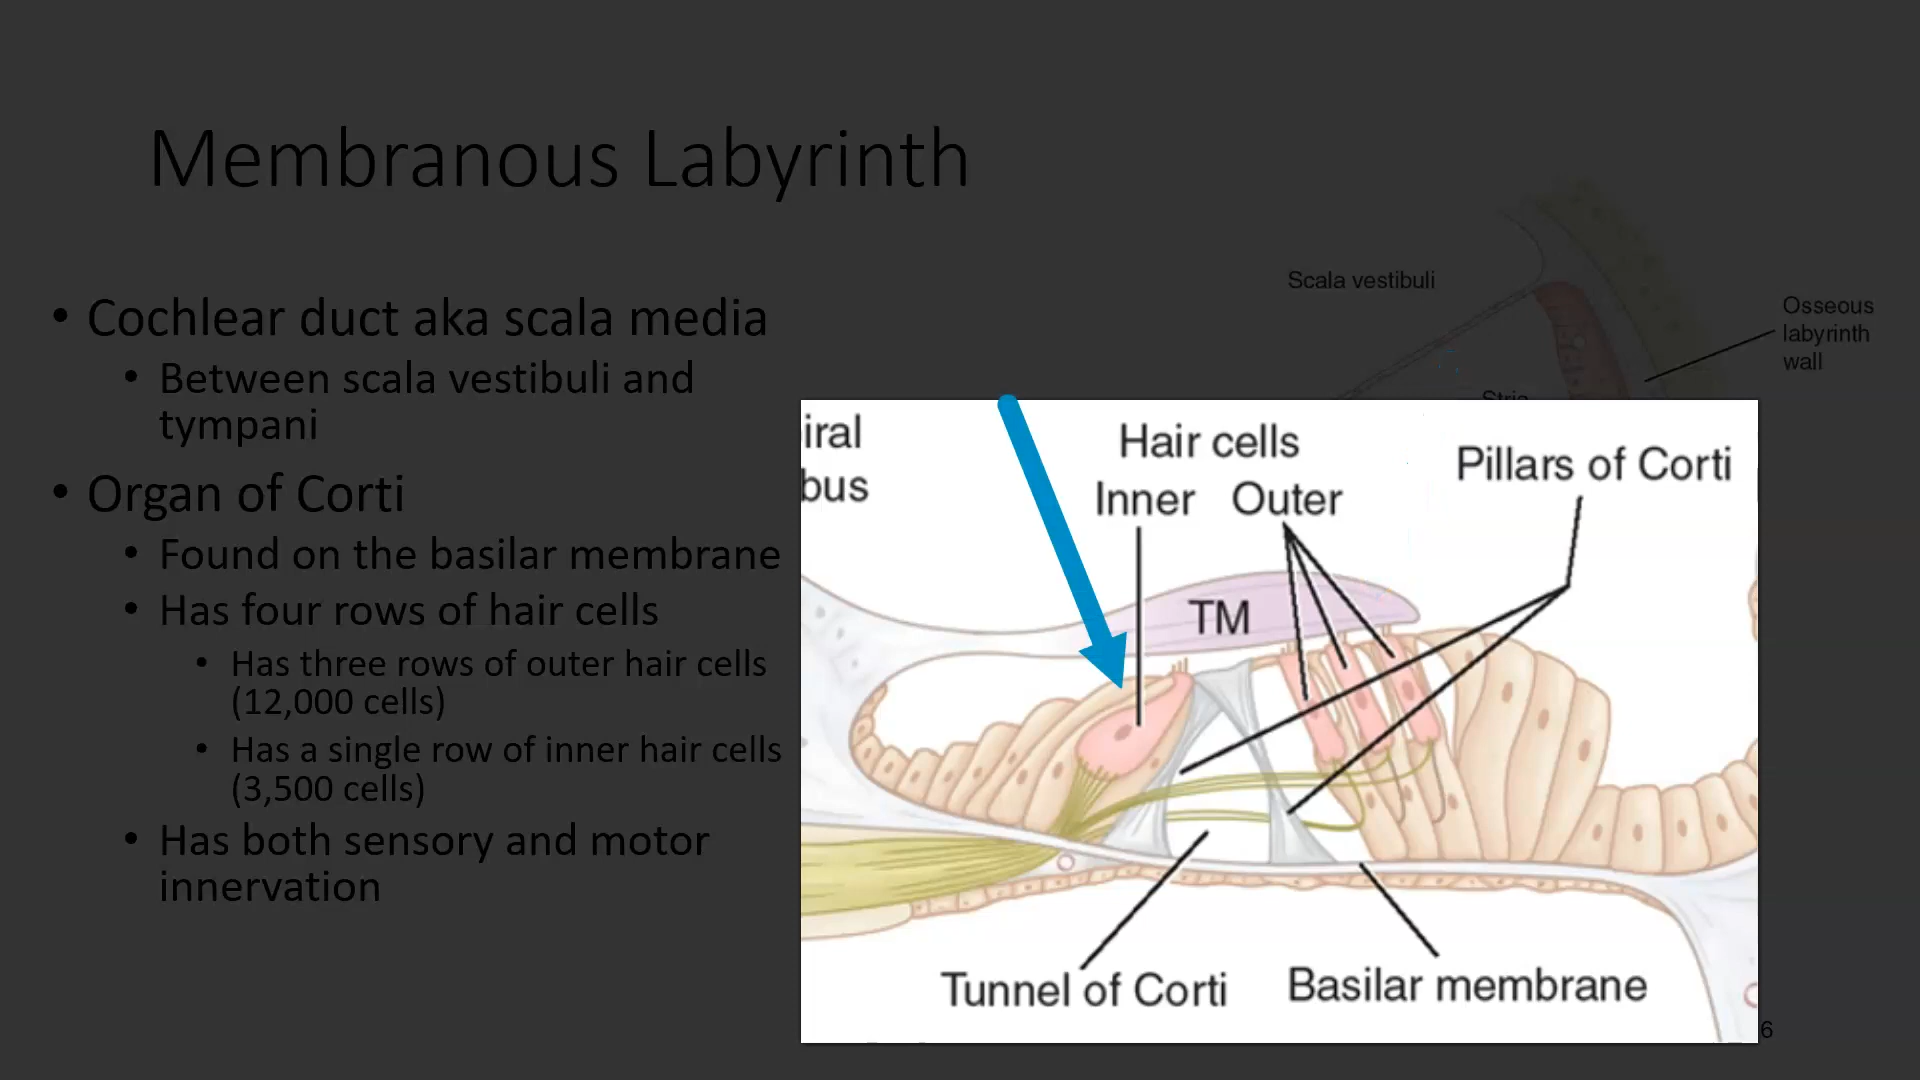 Membranous Labyrinth
• Cochlear duct aka scala media
• Between scala vestibuli and
tympani
• Organ of Corti
• Found on the basilar membrane
• Has four rows of hair cells
• Has three rows of outer hair cells
(12,000 cells)
• Has a single row of inner hair cells
(3,500 cells)
• Has both sensory and motor
innervation
Scala vestibuli
Osseous
labyrinth
wall
Stria
iral
bus
Hair cells
Inner Outer
Pillars of Corti
TM
Tunnel of Corti
Basilar membrane
6